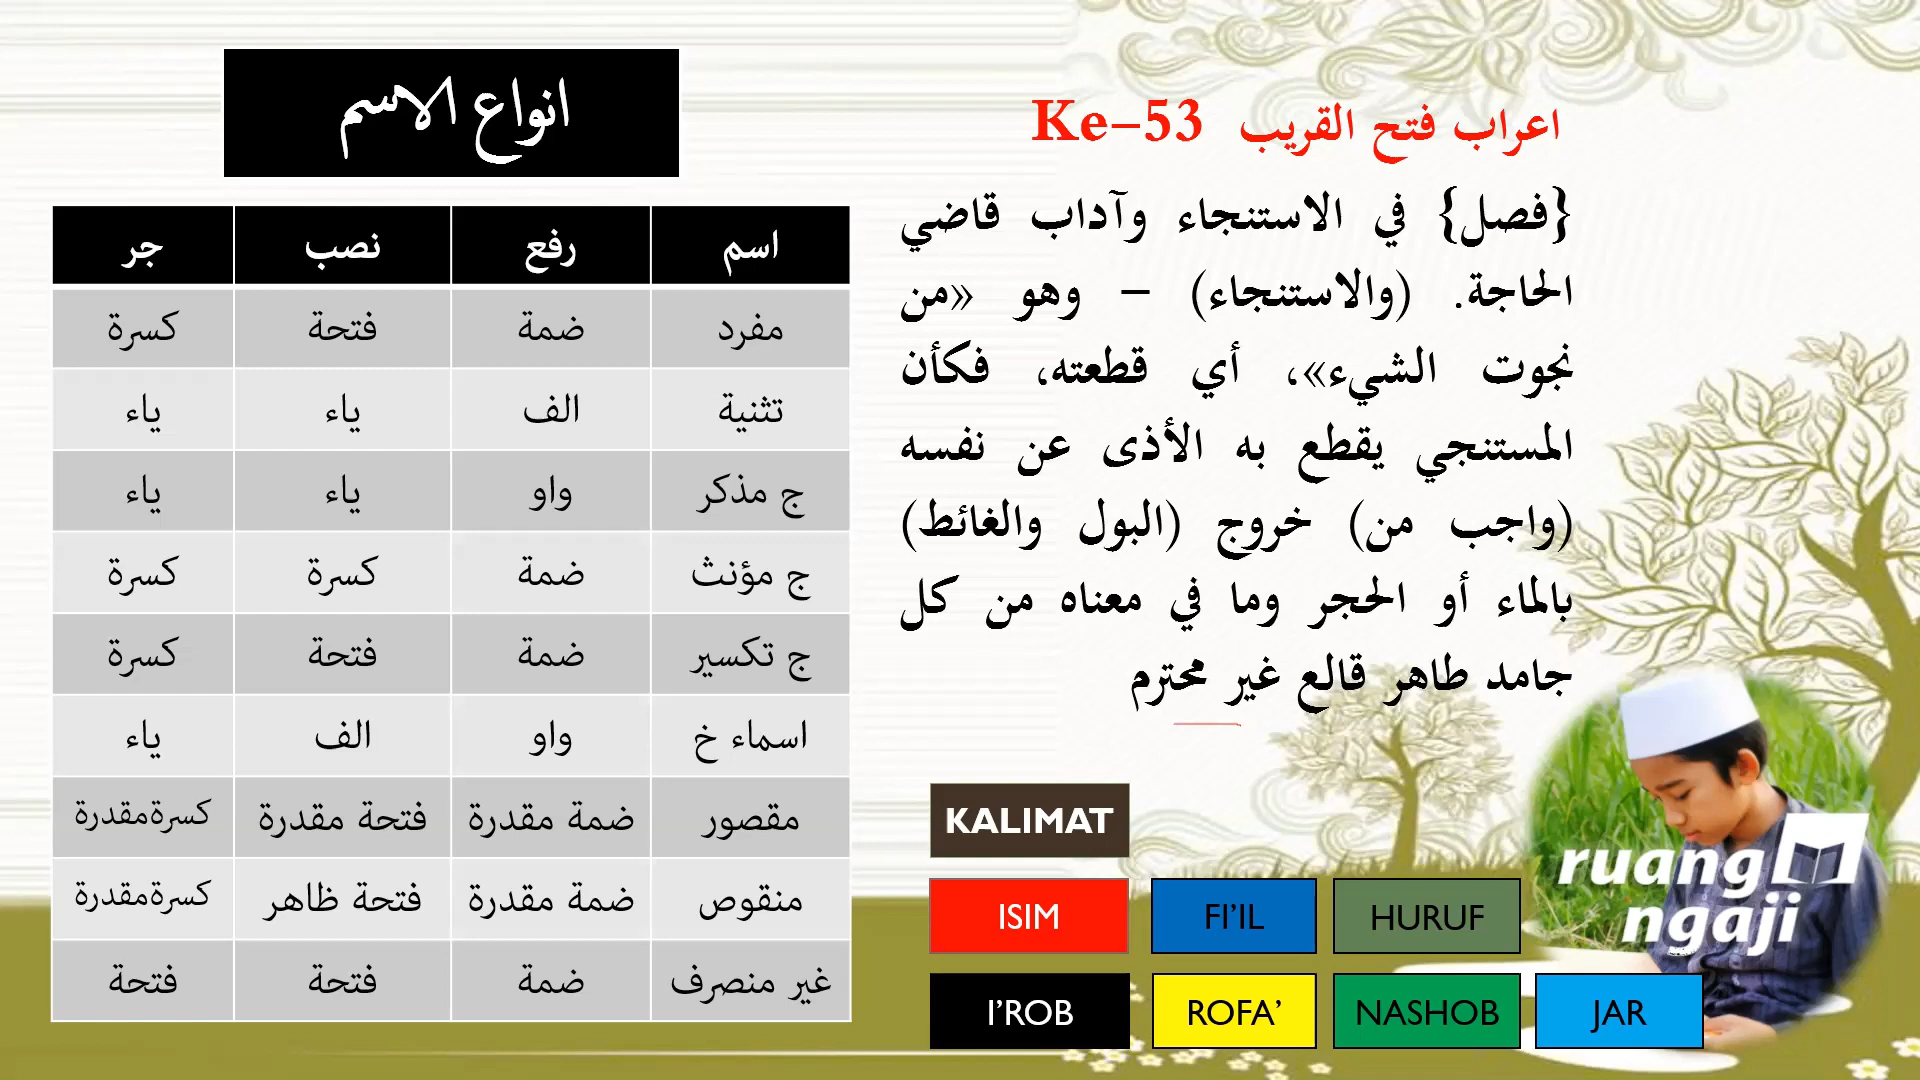 انواع الاسم
اسم رفع نصب جر
مفرد ضمة فتحة كسرة
تثنية الف ياء ياء
ج مذكر واو ياء ياء
ج مؤنث ضمة كسرة كسرة
ج تكسير ضمة فتحة كسرة
اسماء خ واو الف ياء
مقصور ضمة مقدرة فتحة مقدرة كسرةمقدرة
منقوص ضمة مقدرة فتحة ظاهر كسرةمقدرة
غير منصرف ضمة فتحة فتحة
اعراب فتح القريب Ke-53
{فصل} في الاستنجاء وآداب قاضي
الحاجة. (والاستنجاء) – وهو «من
نجوت الشيء»، أي قطعته، فكأن
المستنجي يقطع به الأذى عن نفسه
(واجب من) خروج (البول والغائط)
بالماء أو الحجر وما في معناه من كل
جامد طاهر قالع غير محترم
KALIMAT
ISIM FI’IL HURUF
I’ROB ROFA’ NASHOB JAR
ruang
ngaji